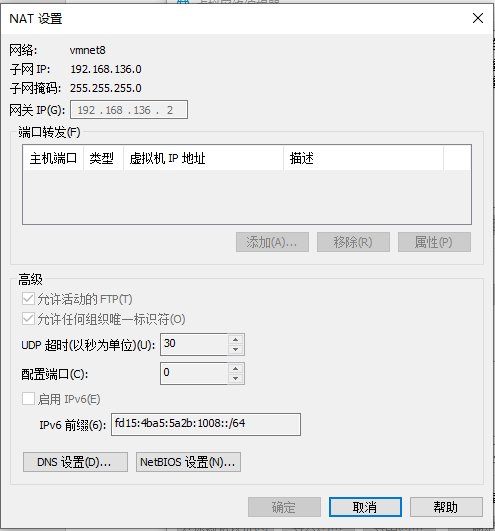 NAT 设置
网络: vmnet8
子网 IP: 192.168.136.0
子网掩码: 255.255.255.0
网关 IP(G): 192 . 168 . 136 . 2
端口转发(F)
主机端口 类型 虚拟机 IP 地址 描述
添加(A)... 移除(R) 属性(P)
高级
允许活动的 FTP(T)
允许任何组织唯一标识符(O)
UDP 超时(以秒为单位)(U): 30
配置端口(C): 0
启用 IPv6(E)
IPv6 前缀(6): fd15:4ba5:5a2b:1008::/64
DNS 设置(D)... NetBIOS 设置(N)...
确定 取消 帮助